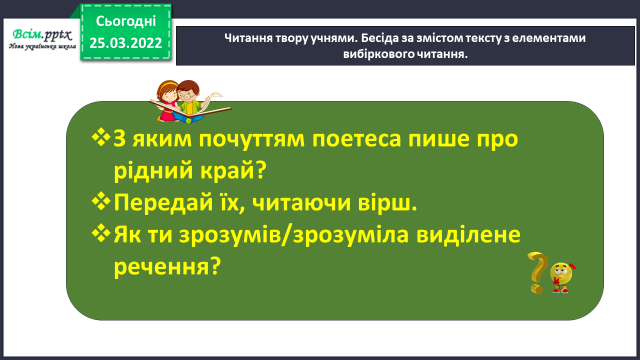 Всім.pptx
Нова українська школа
Сьогодні
25.03.2022
Читання твору учнями. Бесіда за змістом тексту з елементами
вибіркового читання.
❖З яким почуттям поетеса пише про
рідний край?
❖Передай їх, читаючи вірш.
❖Як ти зрозумів/зрозуміла виділене
речення?